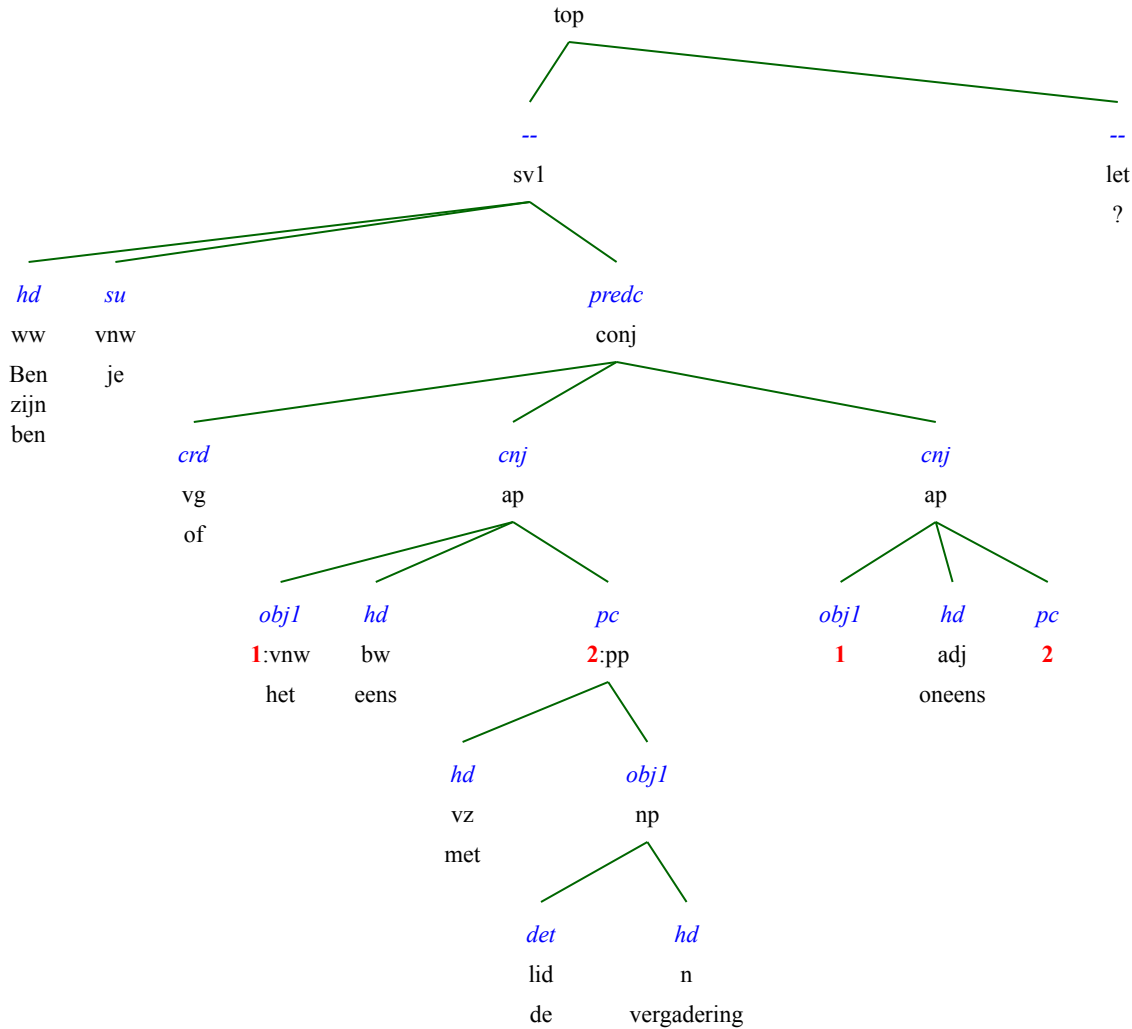 top
-- --
sv1 let
?
hd su predc
ww vnw conj
Ben je
zijn
ben
crd cnj cnj
vg ap ap
of
obj1 hd pc obj1 hd pc
1:vnw bw 2:pp 1 adj 2
het eens oneens
hd obj1
vz np
met
det hd
lid n
de vergadering